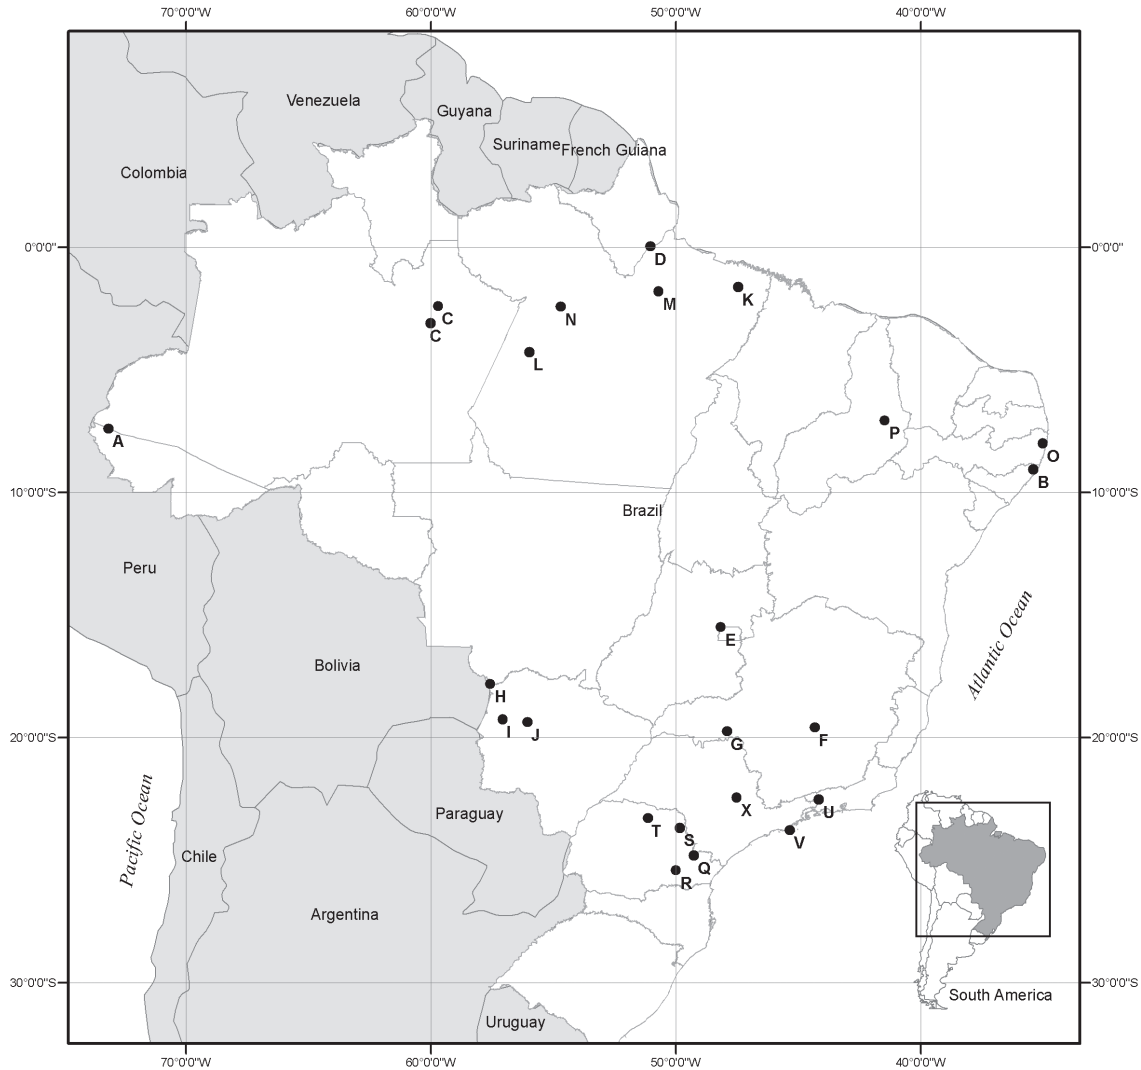 70°0'0"W 60°0'0"W 50°0'0"W 40°0'0"W
Venezuela
Guyana
Suriname
French Guiana
Colombia
0°0'0" 0°0'0"
D
M
K
C
N
C
L
A
P
O
B
10°0'0"S 10°0'0"S
Brazil
Peru
Atlantic Ocean
E
Bolivia
H
I
J
20°0'0"S 20°0'0"S
G
F
Pacific Ocean
Paraguay
X
U
T
S
V
Chile
Q
R
Argentina
30°0'0"S 30°0'0"S
South America
Uruguay
70°0'0"W 60°0'0"W 50°0'0"W 40°0'0"W